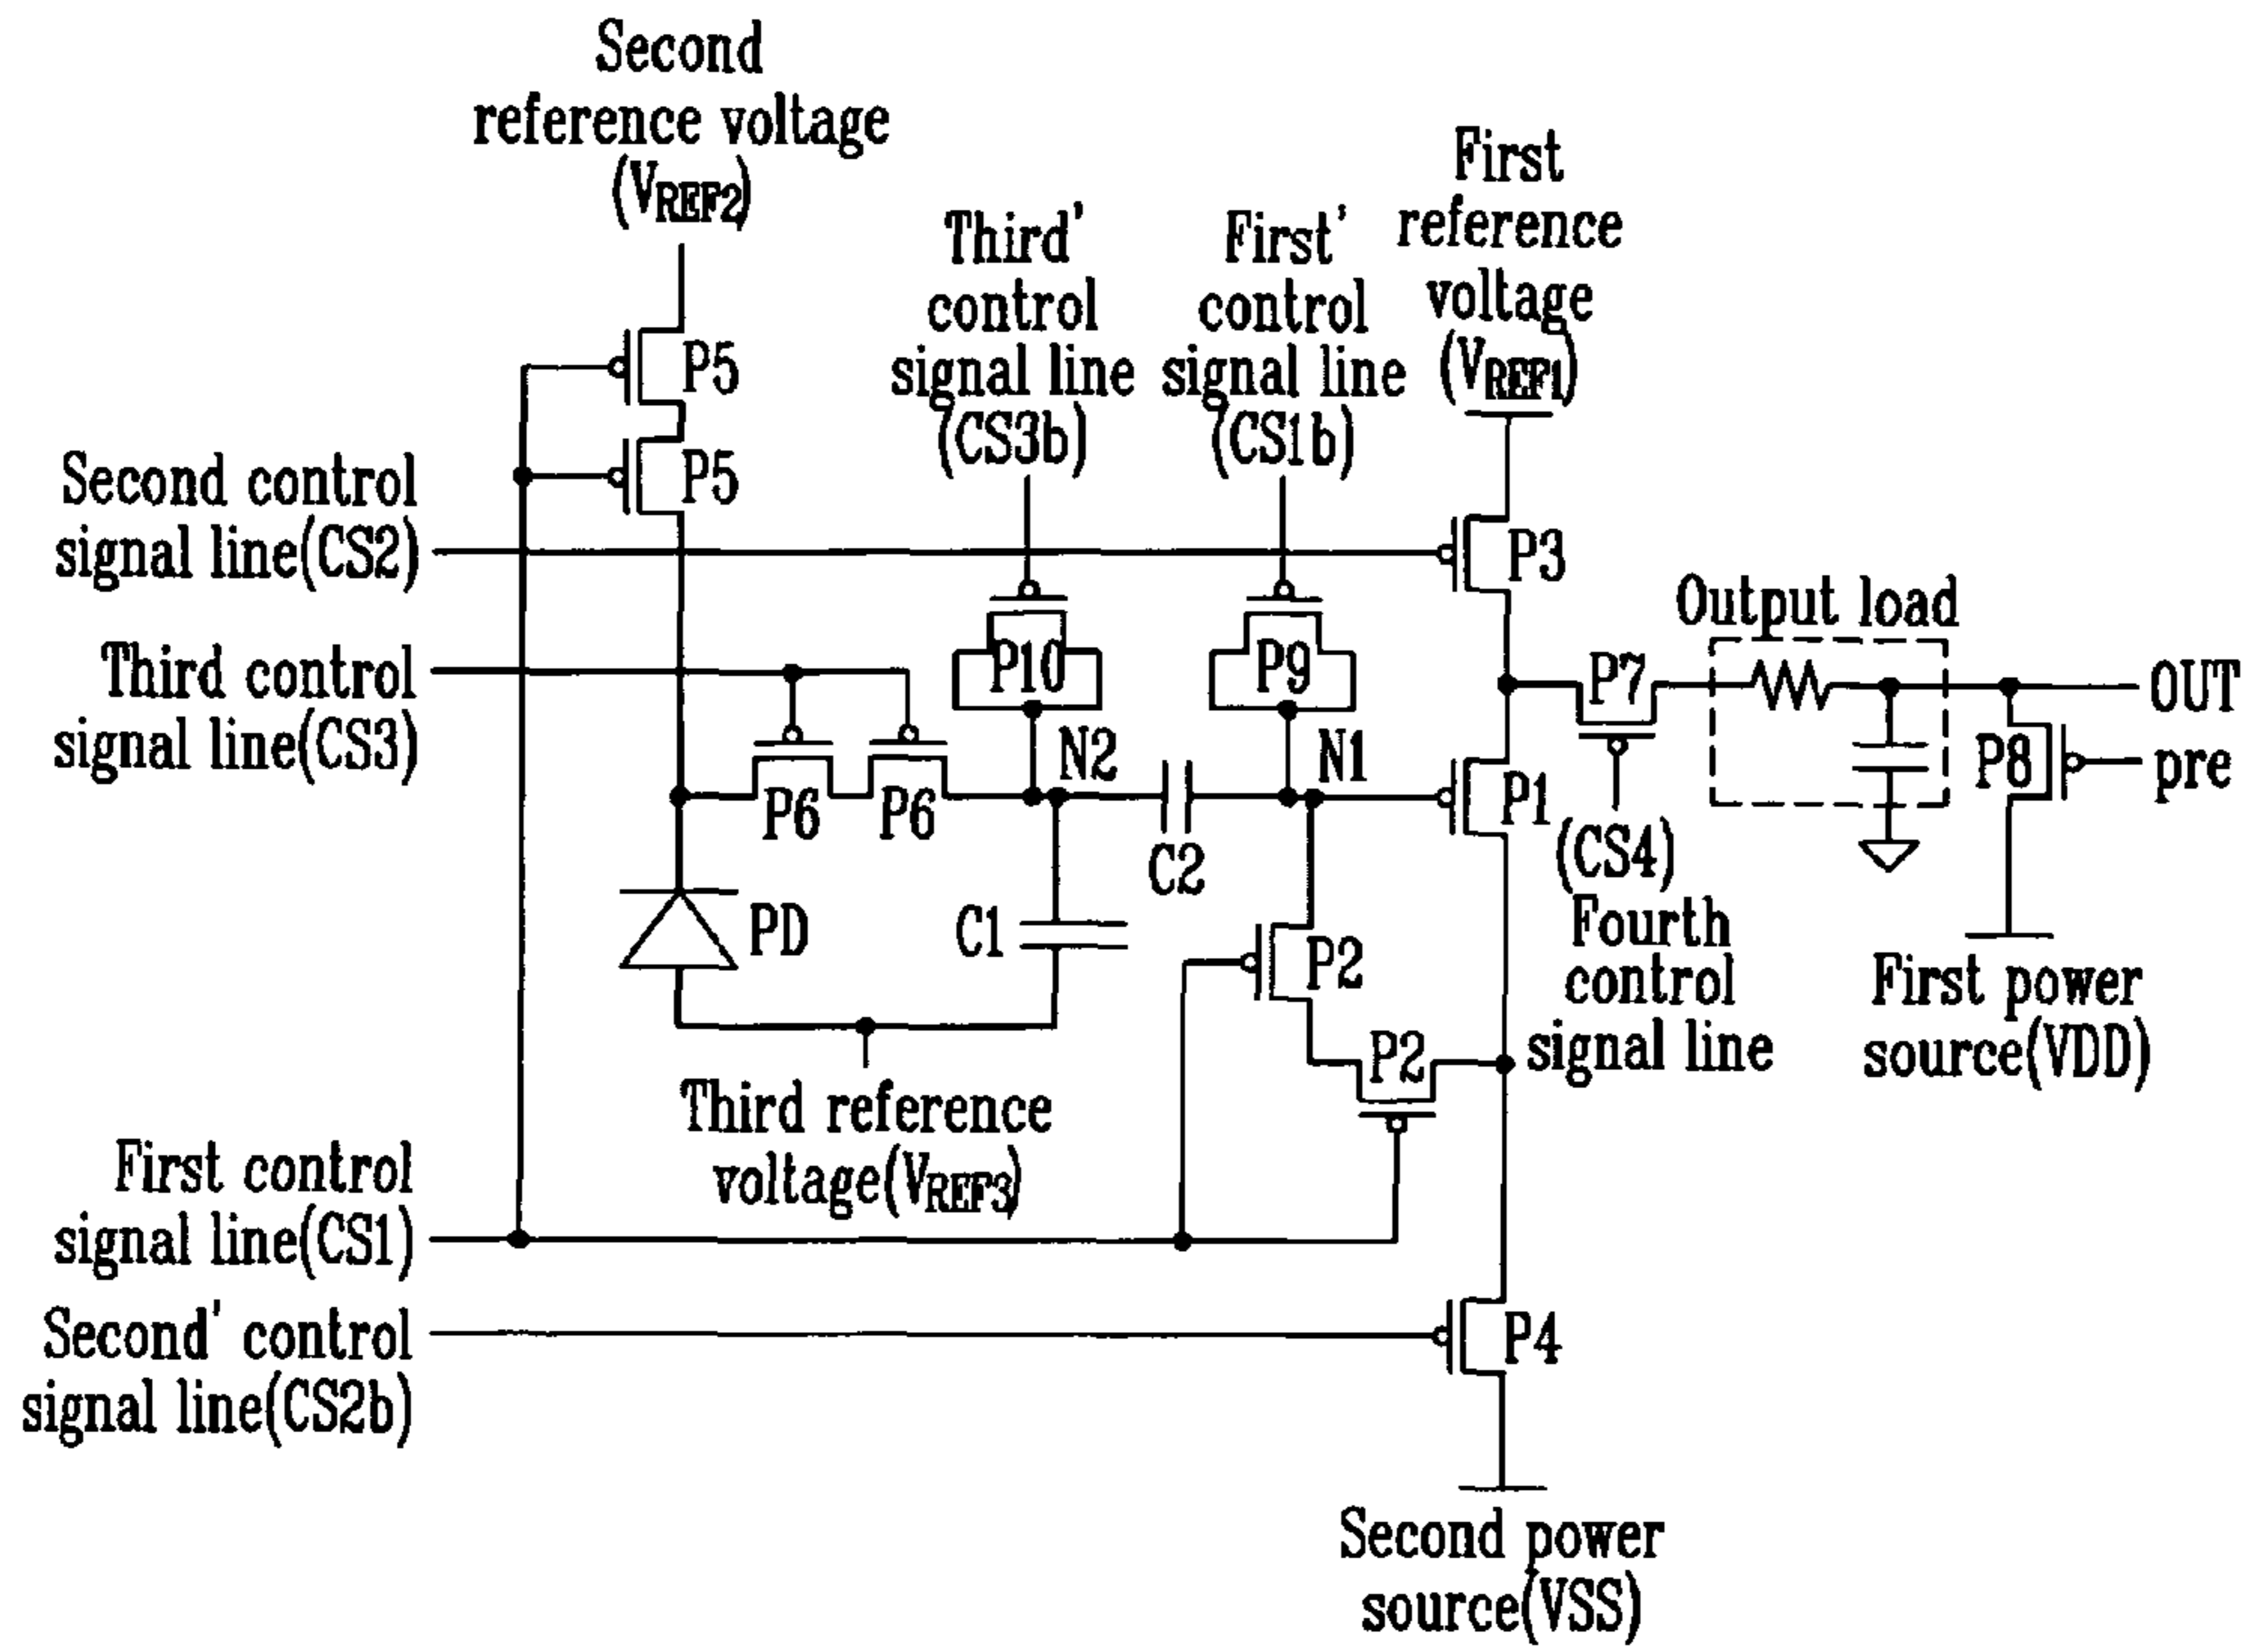 Second
reference voltage
(VREF2)
First
reference
voltage
(VREF1)
Third'
control
signal line
(CS3b)
First'
control
signal line
(CS1b)
P5
P5
Second control
signal line(CS2)
P3
Output load
Third control
signal line(CS3)
P10
P9
P7
OUT
N2
N1
P8
pre
P6
P6
P1
C2
(CS4)
Fourth
control
signal line
PD
C1
P2
First power
source(VDD)
P2
Third reference
voltage(VREF3)
First control
signal line(CS1)
Second' control
signal line(CS2b)
P4
Second power
source(VSS)